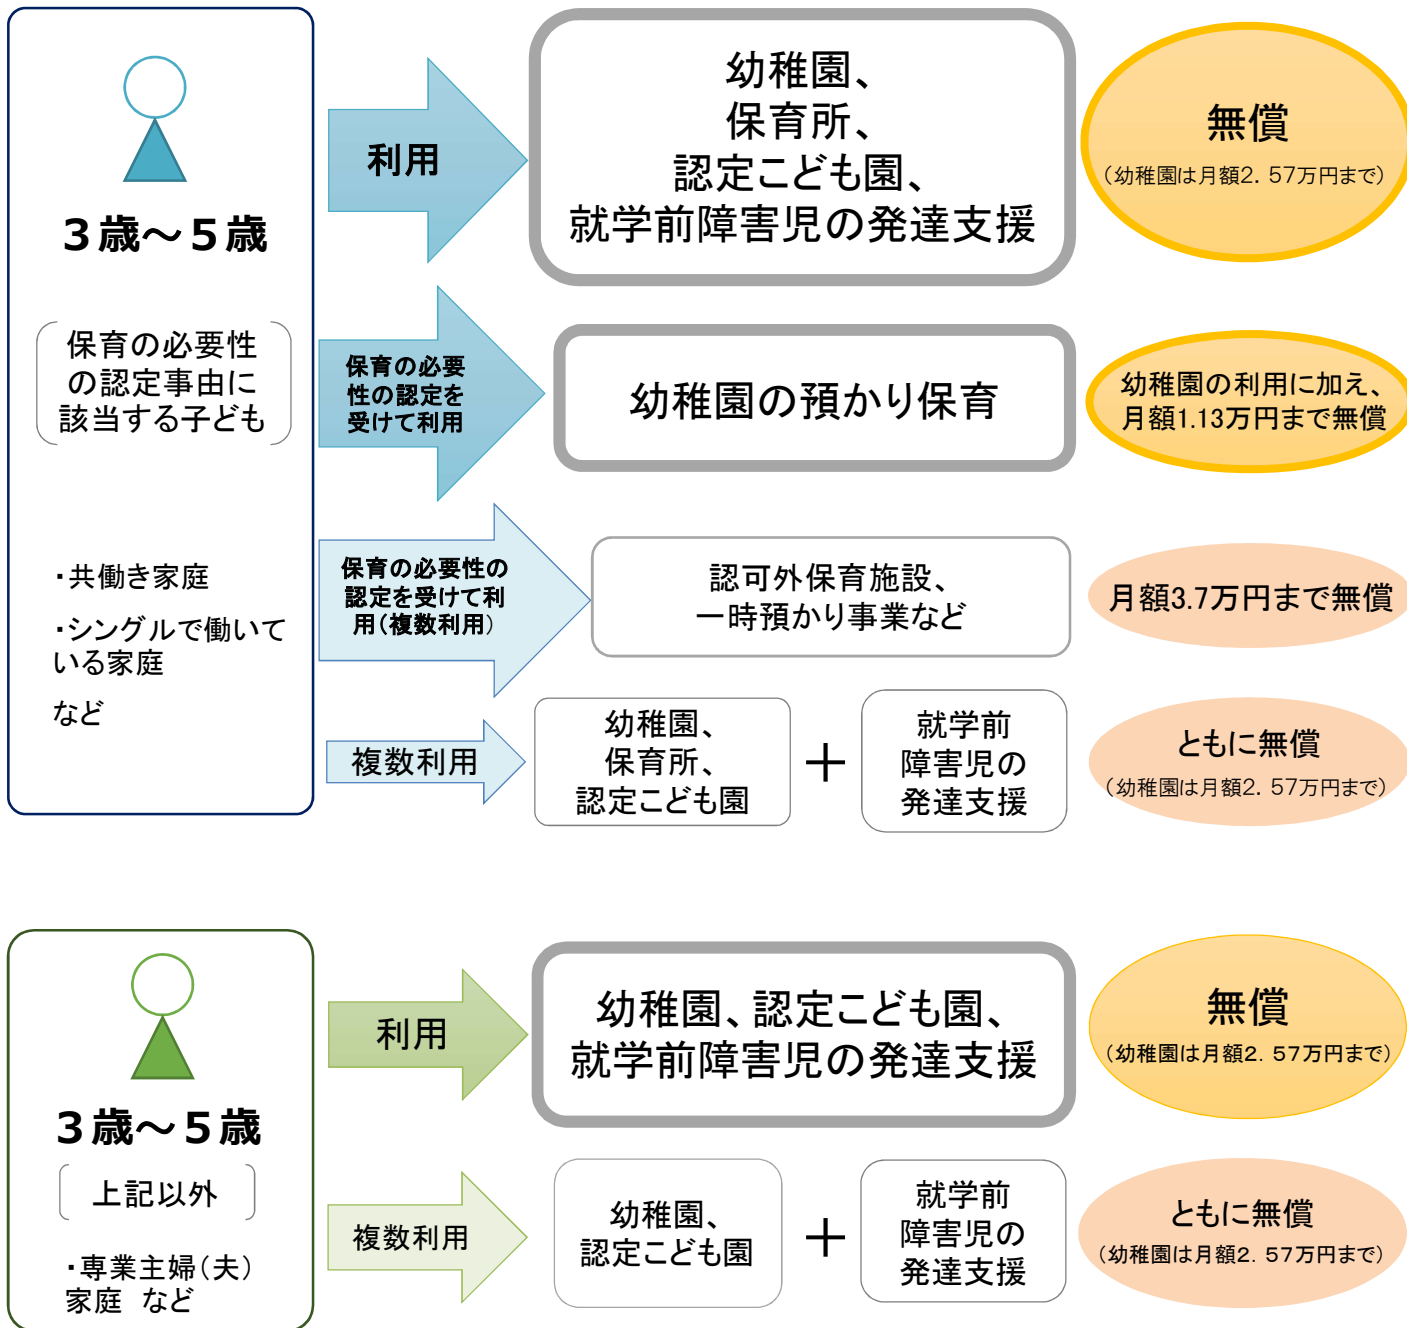 ３歳～５歳
保育の必要性
の認定事由に
該当する子ども
・共働き家庭
・シングルで働いて
いる家庭
など
利用
幼稚園、
保育所、
認定こども園、
就学前障害児の発達支援
無償
（幼稚園は月額2．57万円まで）
保育の必要
性の認定を
受けて利用
幼稚園の預かり保育
幼稚園の利用に加え、
月額1.13万円まで無償
保育の必要性の
認定を受けて利
用（複数利用）
認可外保育施設、
一時預かり事業など
月額3.7万円まで無償
複数利用
幼稚園、
保育所、
認定こども園
＋
就学前
障害児の
発達支援
ともに無償
（幼稚園は月額2．57万円まで）
３歳～５歳
上記以外
・専業主婦（夫）
家庭　など
利用
幼稚園、認定こども園、
就学前障害児の発達支援
無償
（幼稚園は月額2．57万円まで）
複数利用
幼稚園、
認定こども園
＋
就学前
障害児の
発達支援
ともに無償
（幼稚園は月額2．57万円まで）